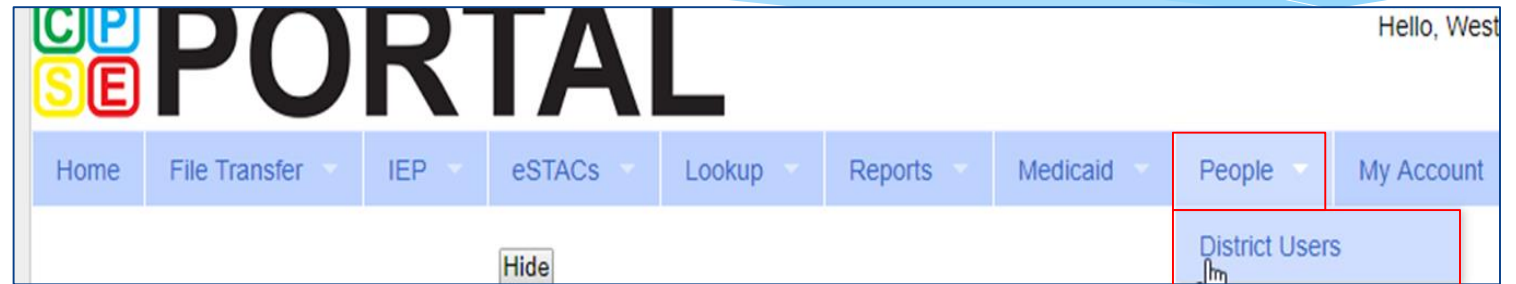 CP
SE
PORTAL
Hello, West
Home File Transfer IEP eSTACs Lookup Reports Medicaid People My Account
District Users
Hide